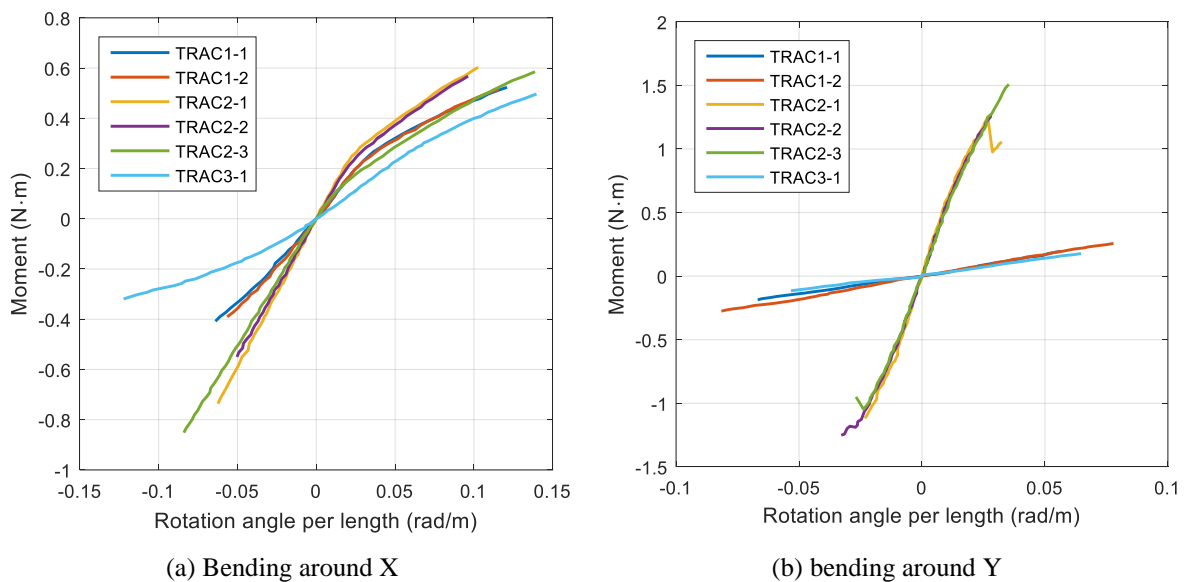 0.8
0.6
0.4
0.2
0
-0.2
-0.4
-0.6
-0.8
-1
Moment (N·m)
TRAC1-1
TRAC1-2
TRAC2-1
TRAC2-2
TRAC2-3
TRAC3-1
-0.15 -0.1 -0.05 0 0.05 0.1 0.15
Rotation angle per length (rad/m)
(a) Bending around X
2
1.5
1
0.5
0
-0.5
-1
-1.5
Moment (N·m)
TRAC1-1
TRAC1-2
TRAC2-1
TRAC2-2
TRAC2-3
TRAC3-1
-0.1 -0.05 0 0.05 0.1
Rotation angle per length (rad/m)
(b) bending around Y